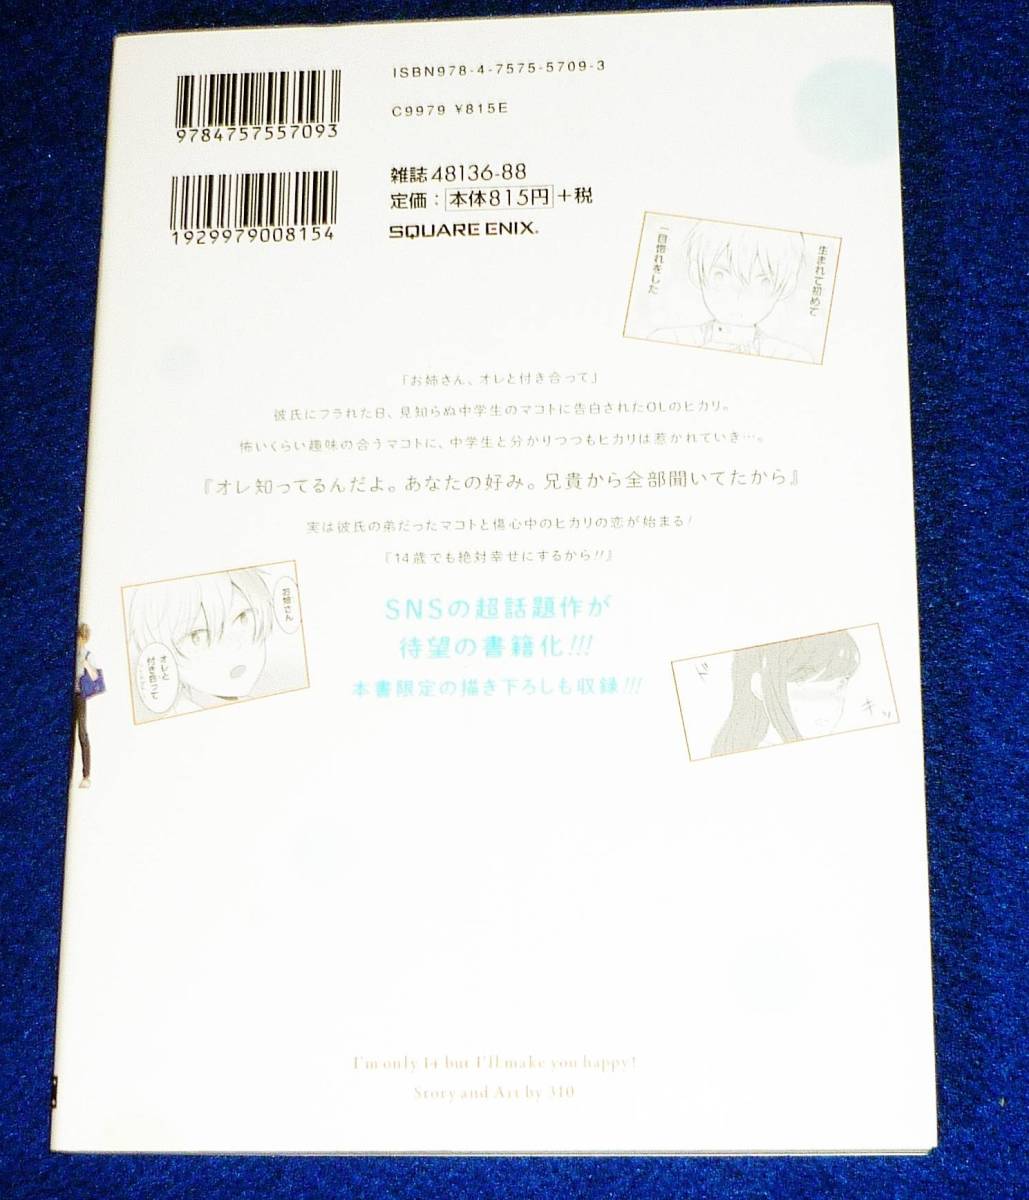 ISBN978-4-7575-5709-3
9784757557093
C9979 ¥815E
雑誌 48136-88
定価：本体815円+税
1929979008154
SQUARE ENIX®
生まれて初めて
一目惚れをした
『お姉さん、オレと付き合って』
彼氏にフラれた日、見知らぬ中学生のマコトに告白されたOLのヒカリ。
怖いくらい趣味の合うマコトに、中学生と分かりつつもヒカリは惹かれていき…。
『オレ知ってるんだよ。あなたの好み。兄貴から全部聞いてたから』
実は彼氏の弟だったマコトと傷心中のヒカリの恋が始まる!
『14歳でも絶対幸せにするから!!』
お姉さん
オレと
付き合って
SNSの超話題作が
待望の書籍化!!!
本書限定の描き下ろしも収録!!!
ドキッ
I'm only 14 but I'll make you happy!
Story and Art by 310